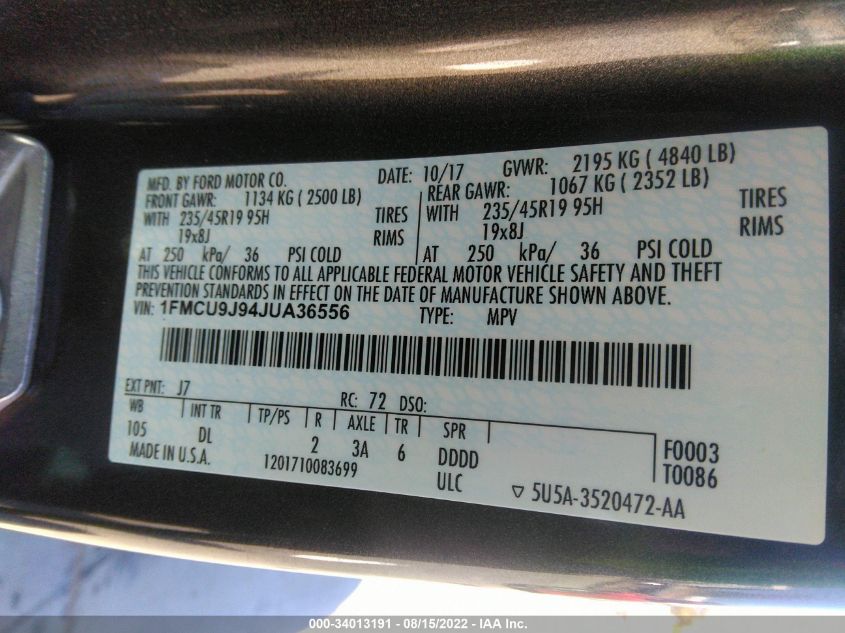 MFD. BY FORD MOTOR CO. DATE: 10/17 GVWR: 2195 KG ( 4840 LB)
FRONT GAWR: 1134 KG ( 2500 LB) REAR GAWR: 1067 KG ( 2352 LB)
WITH 235/45R19 95H TIRES WITH 235/45R19 95H TIRES
19x8J RIMS 19x8J RIMS
AT 250 kPa/ 36 PSI COLD AT 250 kPa/ 36 PSI COLD
THIS VEHICLE CONFORMS TO ALL APPLICABLE FEDERAL MOTOR VEHICLE SAFETY AND THEFT
PREVENTION STANDARDS IN EFFECT ON THE DATE OF MANUFACTURE SHOWN ABOVE.
VIN: 1FMCU9J94JUA36556 TYPE: MPV
EXT PNT: J7 RC: 72 DSO:
WB INT TR TP/PS R AXLE TR SPR
105 DL 2 3A 6 DDDD F0003
MADE IN U.S.A. 1201710083699 ULC T0086
▽ 5U5A-3520472-AA
000-34013191 - 08/15/2022 - IAA Inc.